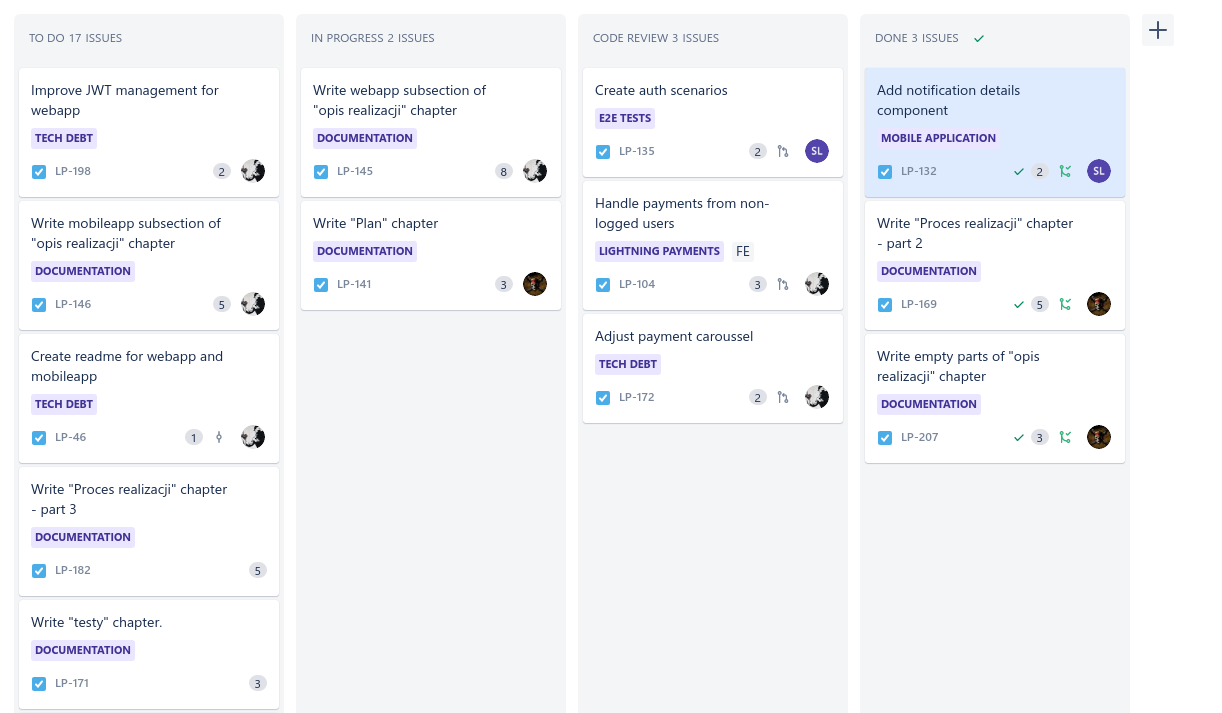 TO DO 17 ISSUES
Improve JWT management for
webapp
TECH DEBT
LP-198 2
Write mobileapp subsection of
"opis realizacji" chapter
DOCUMENTATION
LP-146 5
Create readme for webapp and
mobileapp
TECH DEBT
LP-46 1
Write "Proces realizacji" chapter
- part 3
DOCUMENTATION
LP-182 5
Write "testy" chapter.
DOCUMENTATION
LP-171 3
IN PROGRESS 2 ISSUES
Write webapp subsection of
"opis realizacji" chapter
DOCUMENTATION
LP-145 8
Write "Plan" chapter
DOCUMENTATION
LP-141 3
CODE REVIEW 3 ISSUES
Create auth scenarios
E2E TESTS
LP-135 2 SL
Handle payments from non-
logged users
LIGHTNING PAYMENTS FE
LP-104 3
Adjust payment caroussel
TECH DEBT
LP-172 2
DONE 3 ISSUES
Add notification details
component
MOBILE APPLICATION
LP-132 2 SL
Write "Proces realizacji" chapter
- part 2
DOCUMENTATION
LP-169 5
Write empty parts of "opis
realizacji" chapter
DOCUMENTATION
LP-207 3